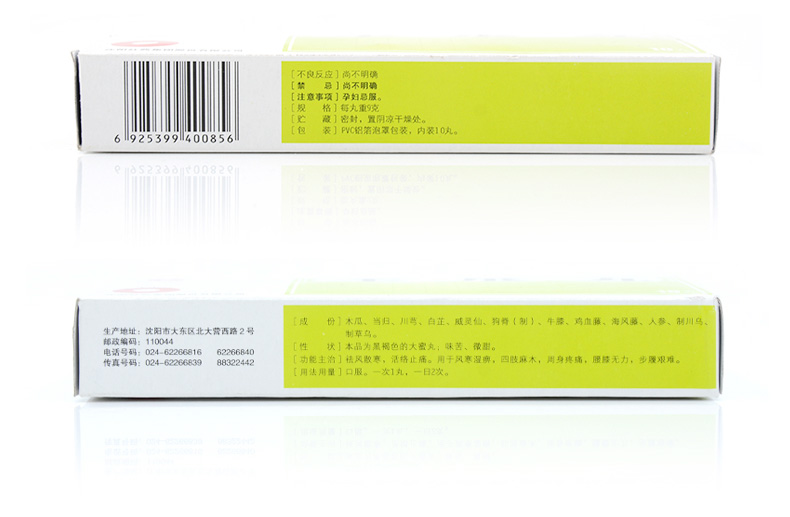 [不良反应] 尚不明确
[禁 忌] 尚不明确
[注意事项] 孕妇忌服。
[规 格] 每丸重9克
[贮 藏] 密封，置阴凉干燥处。
[包 装] PVC铝箔泡罩包装，内装10丸。
6 925399 400856
[成 份] 木瓜、当归、川芎、白芷、威灵仙、狗脊（制）、牛膝、鸡血藤、海风藤、人参、制川乌、
制草乌。
[性 状] 本品为黑褐色的大蜜丸；味苦、微甜。
[功能主治] 祛风散寒，活络止痛。用于风寒湿痹，四肢麻木，周身疼痛，腰膝无力，步履艰难。
[用法用量] 口服。一次1丸，一日2次。
生产地址：沈阳市大东区北大营西路2号
邮政编码：110044
电话号码：024-62266816 62266840
传真号码：024-62266839 88322442